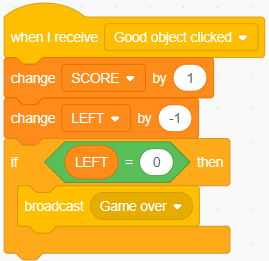 when I receive Good object clicked
change SCORE by 1
change LEFT by -1
if LEFT = 0 then
broadcast Game over